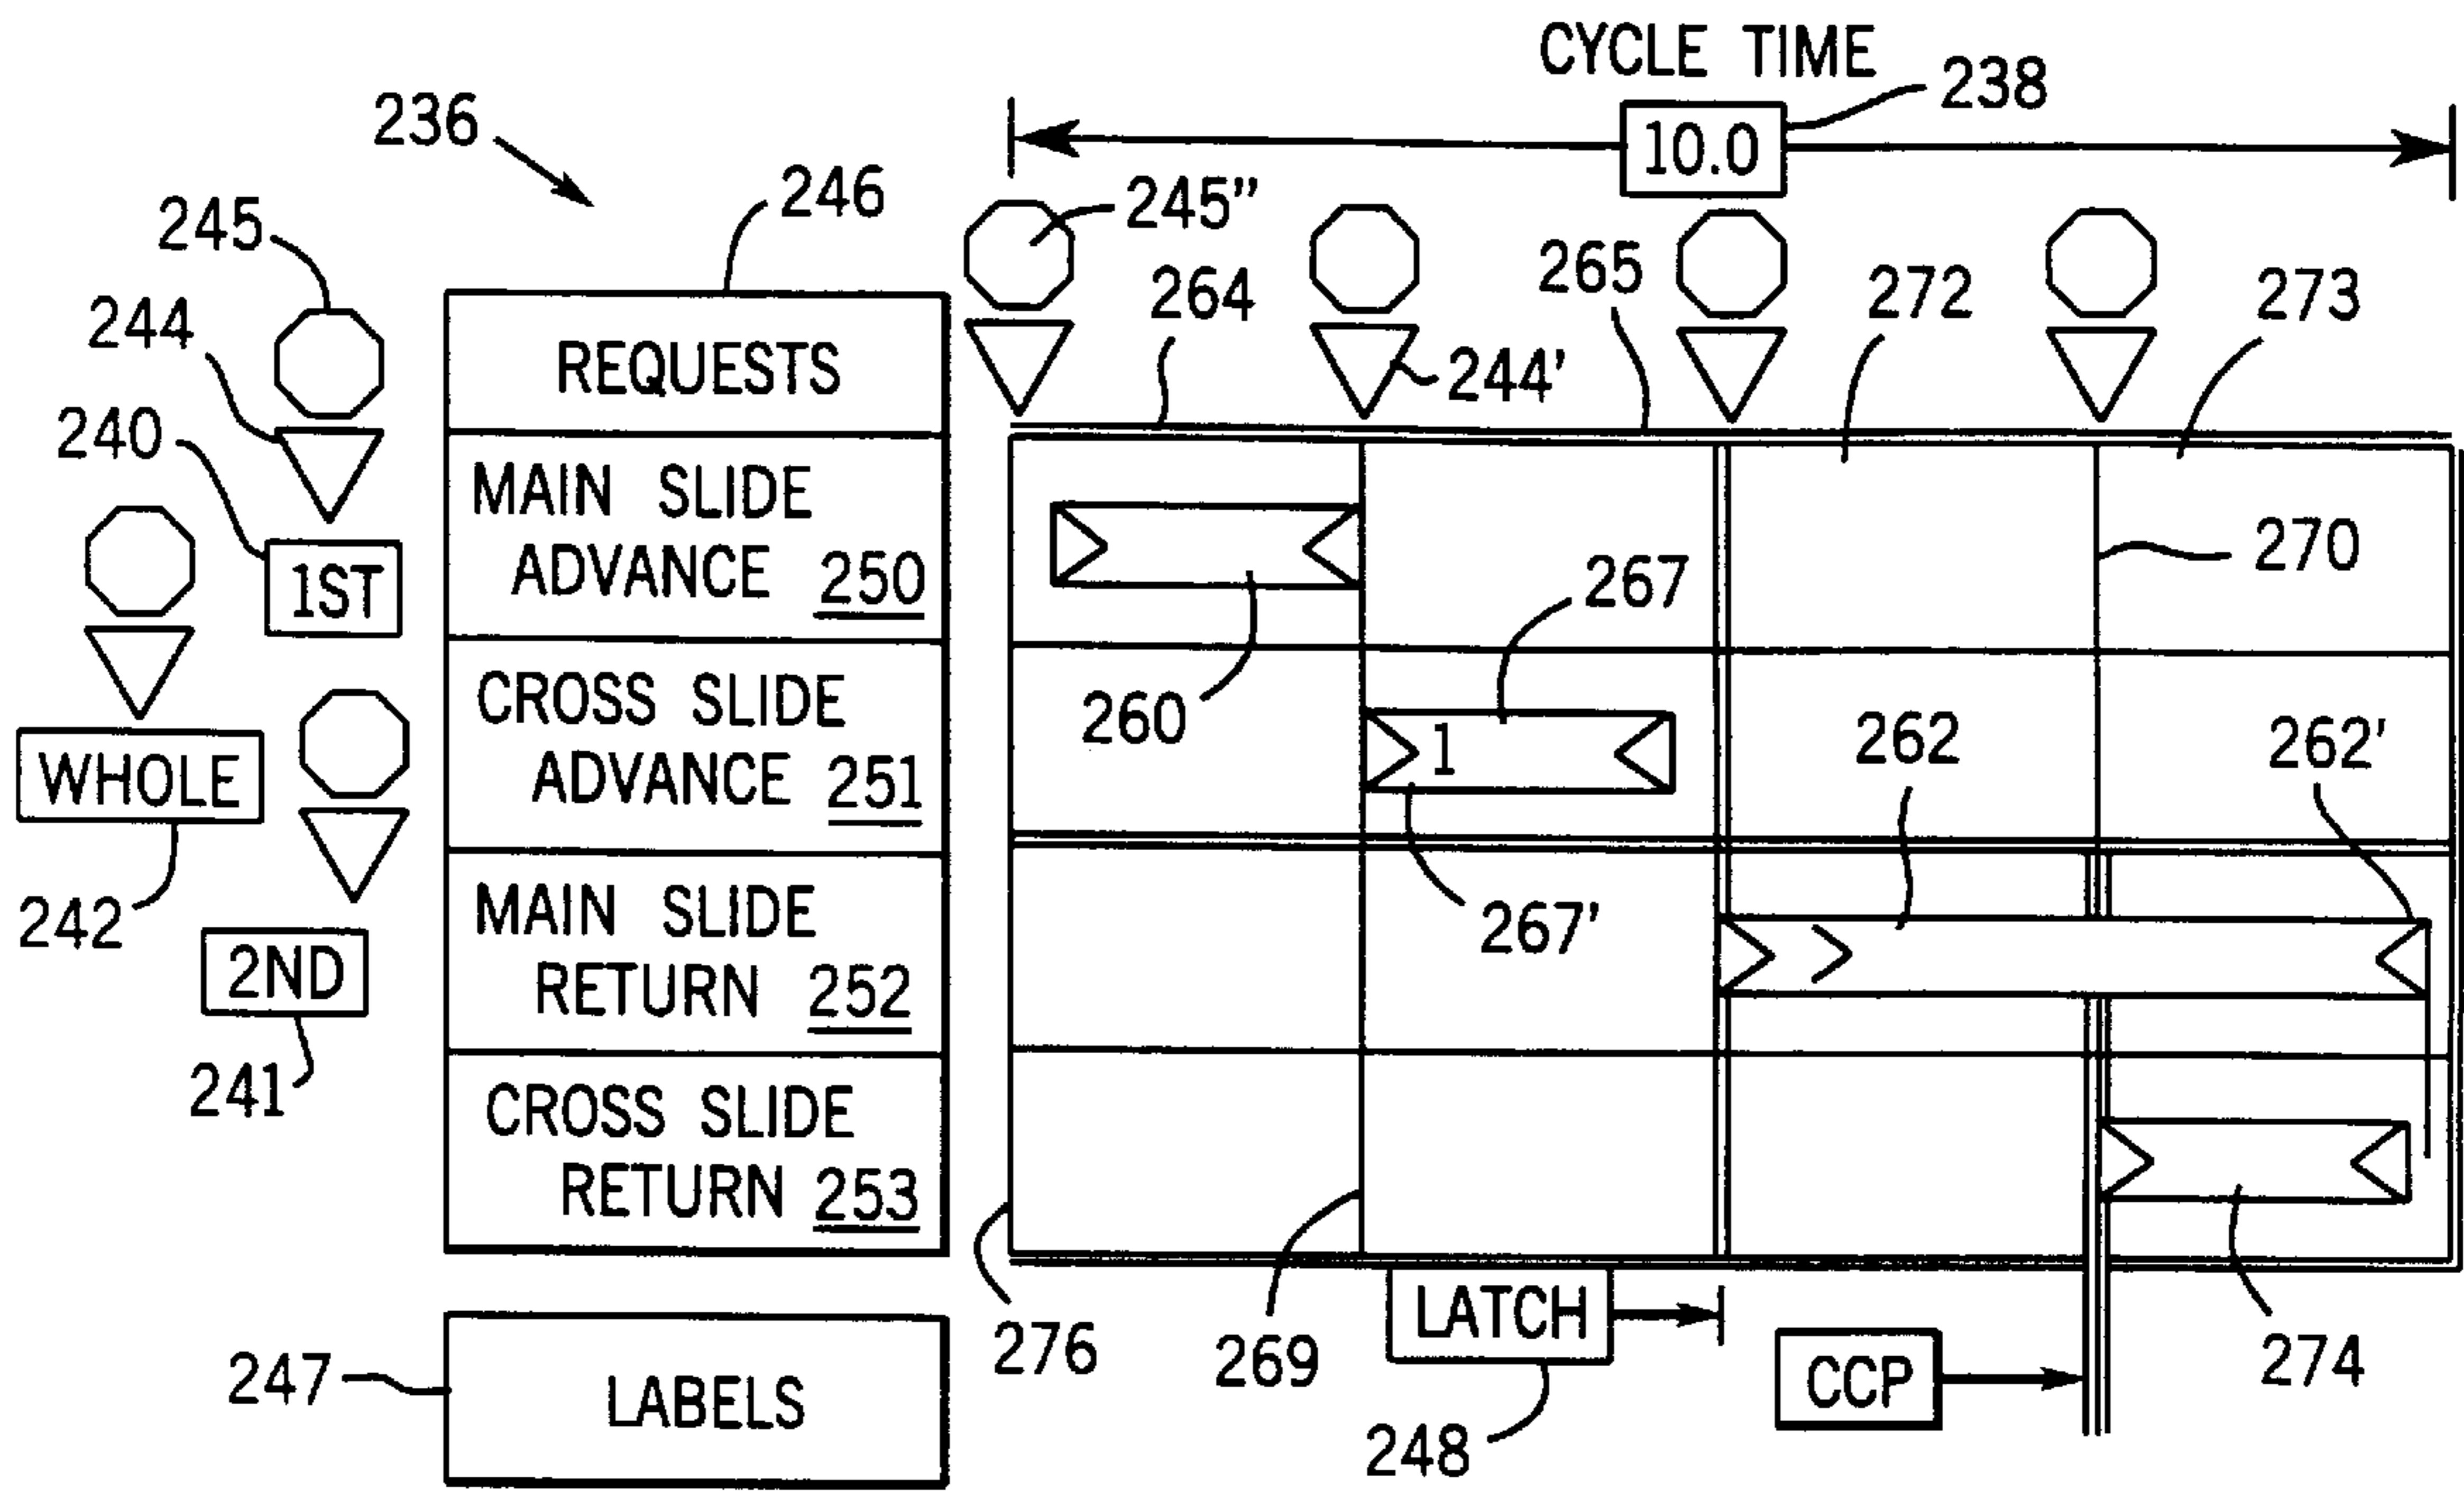 CYCLE TIME
10.0
238
236
246
245"
245
244
240
264
265
272
273
244'
REQUESTS
MAIN SLIDE
ADVANCE 250
1ST
270
267
260
CROSS SLIDE
ADVANCE 251
1
262
262'
WHOLE
242
267'
MAIN SLIDE
RETURN 252
2ND
241
CROSS SLIDE
RETURN 253
276
269
LATCH
248
CCP
274
247
LABELS